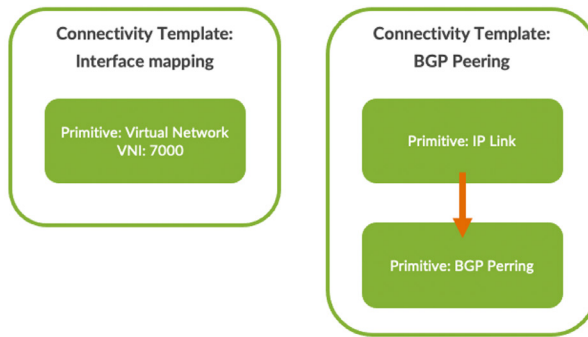 Connectivity Template:
Interface mapping
Primitive: Virtual Network
VNI: 7000
Connectivity Template:
BGP Peering
Primitive: IP Link
Primitive: BGP Perring